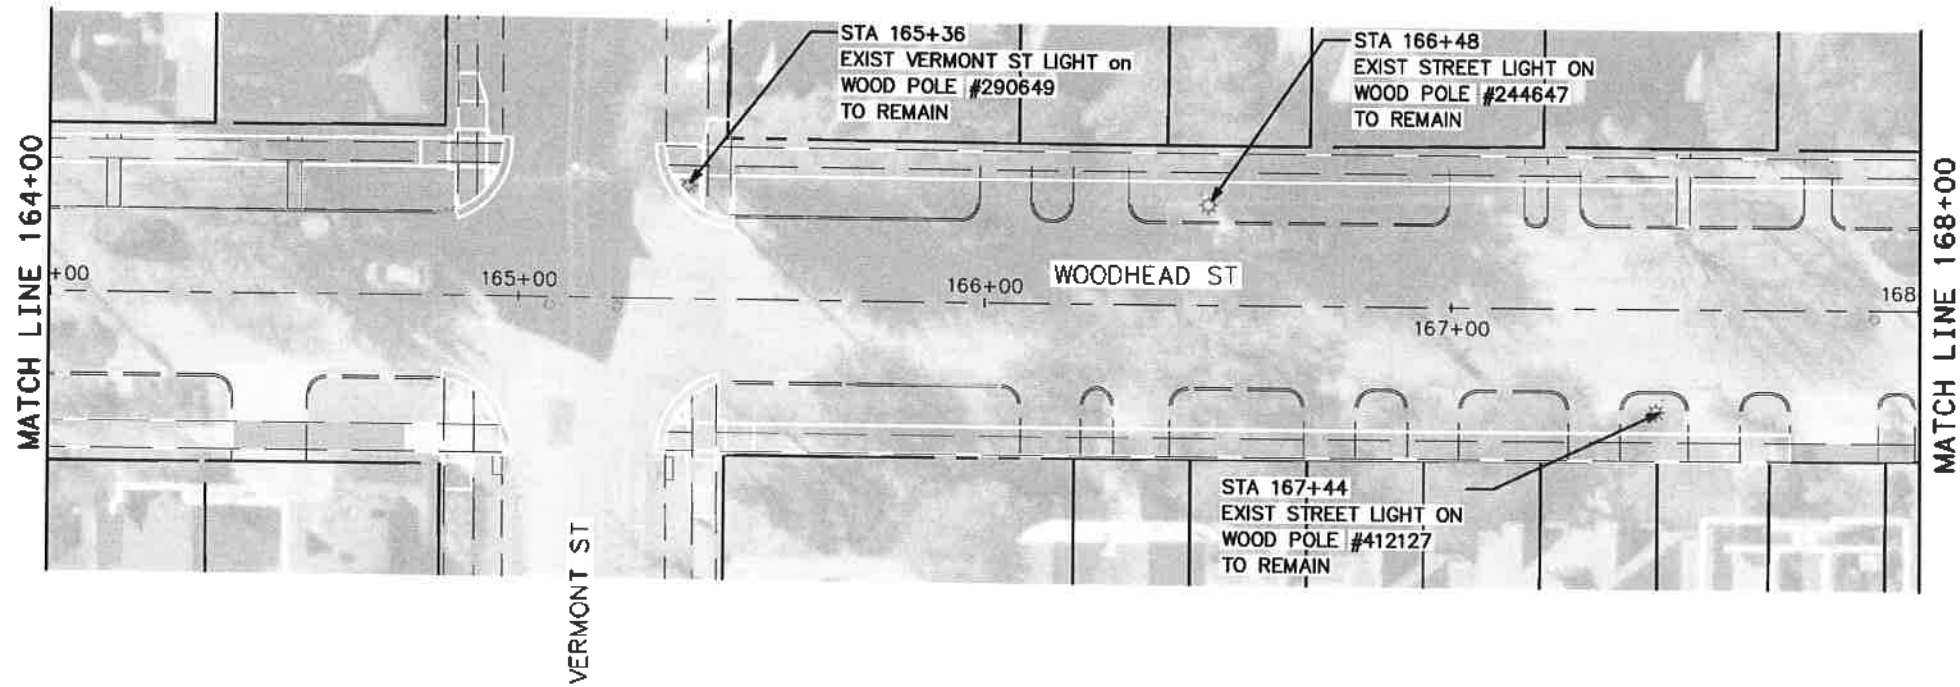 STA 165+36
EXIST VERMONT ST LIGHT on
WOOD POLE #290649
TO REMAIN
STA 166+48
EXIST STREET LIGHT ON
WOOD POLE #244647
TO REMAIN
MATCH LINE 164+00
MATCH LINE 168+00
+00
165+00
166+00
WOODHEAD ST
167+00
168
STA 167+44
EXIST STREET LIGHT ON
WOOD POLE #412127
TO REMAIN
VERMONT ST